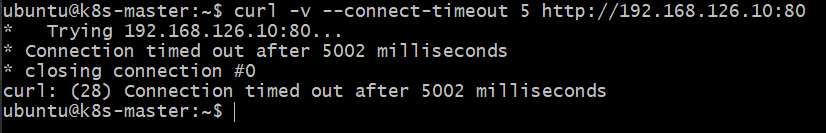 ubuntu@k8s-master:~$ curl -v --connect-timeout 5 http://192.168.126.10:80
*   Trying 192.168.126.10:80...
* Connection timed out after 5002 milliseconds
* closing connection #0
curl: (28) Connection timed out after 5002 milliseconds
ubuntu@k8s-master:~$